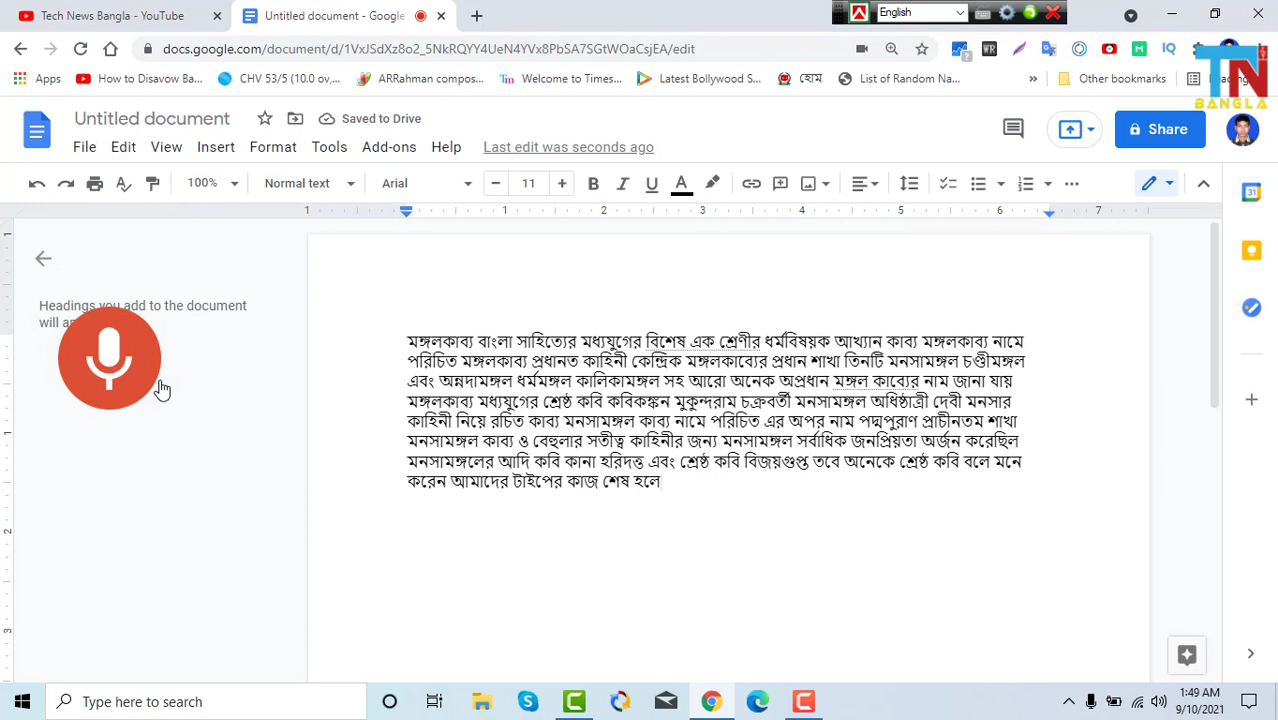 Tech News Bangla
- Google
English
docs.google.com/document/d/1VxJSdXz8o2_5NkRQYY4UeN4YVx8PbSA7SGtWOaCsjEA/edit
Apps How to Disavow Ba... CHV 53/5 (10.0 ov,... ARRahman compos... Welcome to Times... Latest Bollywood S... হোম List of Random Na... » Other bookmarks
TN
BANGLA
Untitled document Saved to Drive
Share
File Edit View Insert Format Tools Add-ons Help Last edit was seconds ago
100% Normal text Arial 11
1 1 2 3 4 5 6 7
Headings you add to the document
মঙ্গলকাব্য বাংলা সাহিত্যের মধ্যযুগের বিশেষ এক শ্রেণীর ধর্মবিষয়ক আখ্যান কাব্য মঙ্গলকাব্য নামে
পরিচিত মঙ্গলকাব্য প্রধানত কাহিনী কেন্দ্রিক মঙ্গলকাব্যের প্রধান শাখা তিনটি মনসামঙ্গল চণ্ডীমঙ্গল
এবং অন্নদামঙ্গল ধর্মমঙ্গল কালিকামঙ্গল সহ আরো অনেক অপ্রধান মঙ্গল কাব্যের নাম জানা যায়
মঙ্গলকাব্য মধ্যযুগের শ্রেষ্ঠ কবি কবিকঙ্কন মুকুন্দরাম চক্রবর্তী মনসামঙ্গল অধিষ্ঠাত্রী দেবী মনসার
কাহিনী নিয়ে রচিত কাব্য মনসামঙ্গল কাব্য নামে পরিচিত এর অপর নাম পদ্মপুরাণ প্রাচীনতম শাখা
মনসামঙ্গল কাব্য ও বেহুলার সতীত্ব কাহিনীর জন্য মনসামঙ্গল সর্বাধিক জনপ্রিয়তা অর্জন করেছিল
মনসামঙ্গলের আদি কবি কানা হরিদত্ত এবং শ্রেষ্ঠ কবি বিজয়গুপ্ত তবে অনেকে শ্রেষ্ঠ কবি বলে মনে
করেন আমাদের টাইপের কাজ শেষ হলে
Type here to search
1:49 AM
9/10/2021